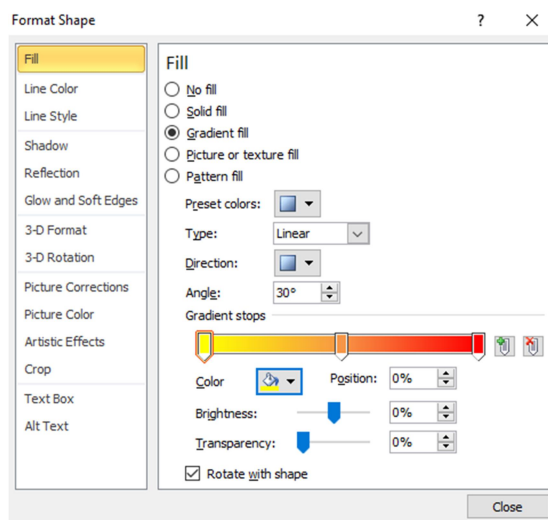 Format Shape
?
Fill
Line Color
Line Style
Shadow
Reflection
Glow and Soft Edges
3-D Format
3-D Rotation
Picture Corrections
Picture Color
Artistic Effects
Crop
Text Box
Alt Text
Fill
No fill
Solid fill
Gradient fill
Picture or texture fill
Pattern fill
Preset colors:
Type: Linear
Direction:
Angle: 30°
Gradient stops
Color Position: 0%
Brightness: 0%
Transparency: 0%
Rotate with shape
Close